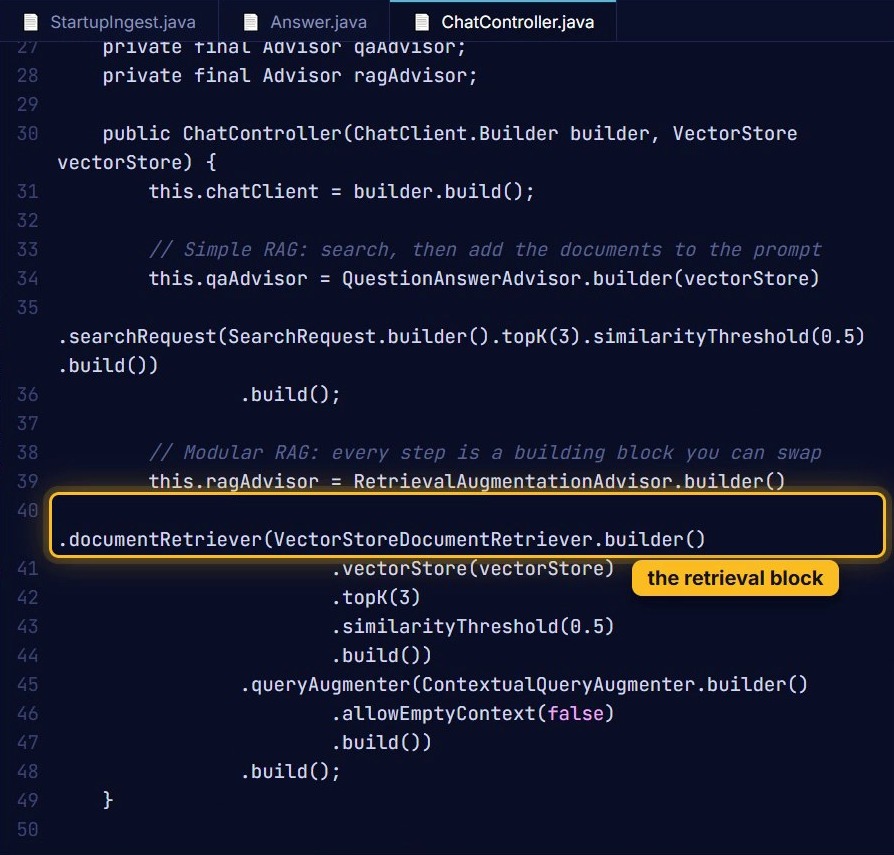 StartupIngest.java Answer.java ChatController.java
27 private final Advisor qaAdvisor;
28 private final Advisor ragAdvisor;
29
30 public ChatController(ChatClient.Builder builder, VectorStore
vectorStore) {
31 this.chatClient = builder.build();
32
33 // Simple RAG: search, then add the documents to the prompt
34 this.qaAdvisor = QuestionAnswerAdvisor.builder(vectorStore)
35
.searchRequest(SearchRequest.builder().topK(3).similarityThreshold(0.5)
.build())
36 .build();
37
38 // Modular RAG: every step is a building block you can swap
39 this.ragAdvisor = RetrievalAugmentationAdvisor.builder()
40
.documentRetriever(VectorStoreDocumentRetriever.builder()
41 .vectorStore(vectorStore)
the retrieval block
42 .topK(3)
43 .similarityThreshold(0.5)
44 .build())
45 .queryAugmenter(ContextualQueryAugmenter.builder()
46 .allowEmptyContext(false)
47 .build())
48 .build();
49 }
50